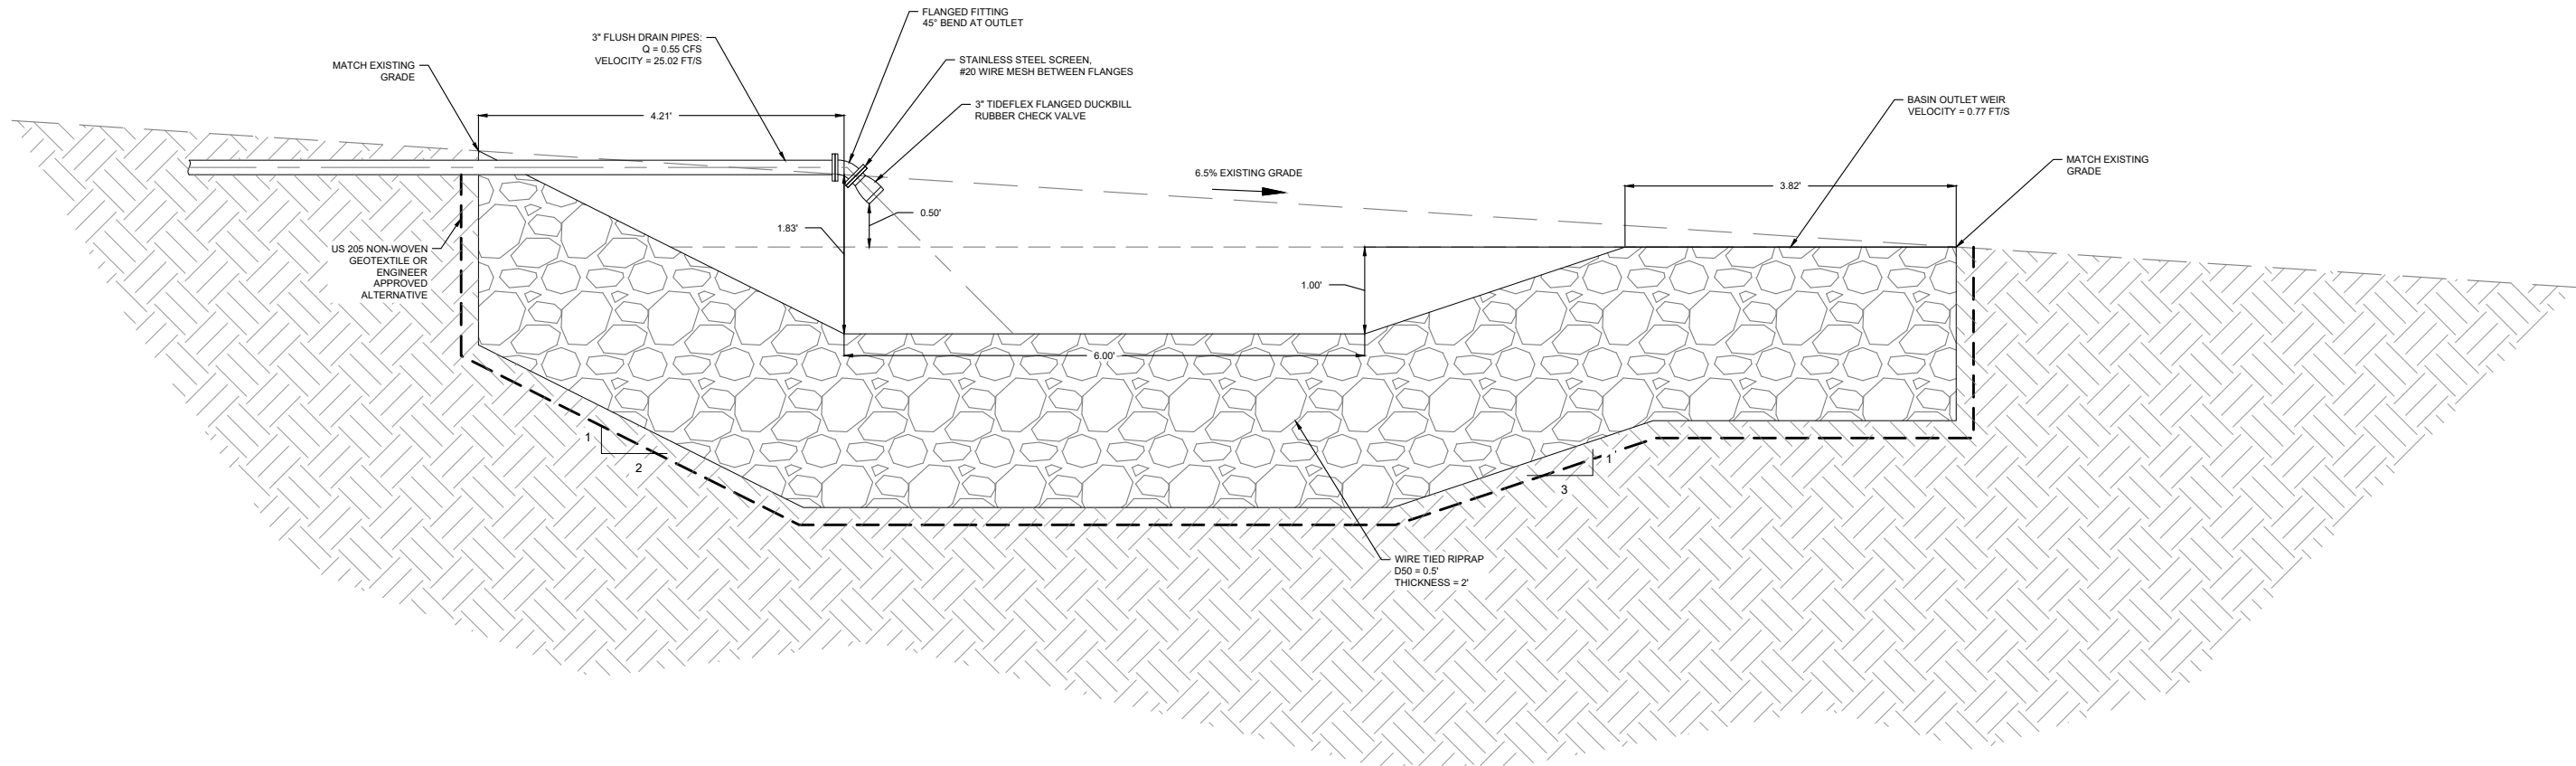 FLANGED FITTING
45° BEND AT OUTLET
3" FLUSH DRAIN PIPES:
Q = 0.55 CFS
VELOCITY = 25.02 FT/S
MATCH EXISTING
GRADE
STAINLESS STEEL SCREEN,
#20 WIRE MESH BETWEEN FLANGES
3" TIDEFLEX FLANGED DUCKBILL
RUBBER CHECK VALVE
BASIN OUTLET WEIR
VELOCITY = 0.77 FT/S
4.21'
MATCH EXISTING
GRADE
6.5% EXISTING GRADE
3.82'
0.50'
1.83'
US 205 NON-WOVEN
GEOTEXTILE OR
ENGINEER
APPROVED
ALTERNATIVE
1.00'
6.00'
1
2
1
3
WIRE TIED RIPRAP
D50 = 0.5'
THICKNESS = 2'